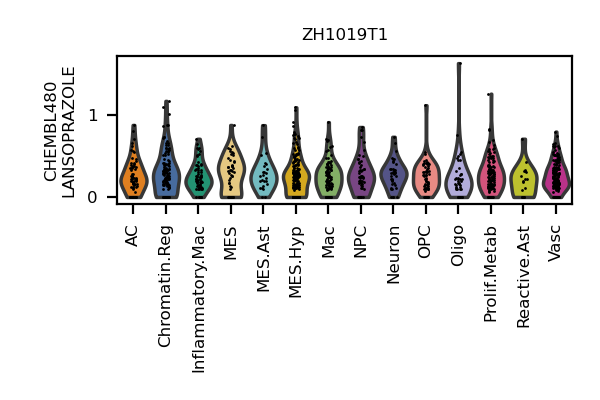 ZH1019T1
CHEMBL480
LANSOPRAZOLE
1
0
AC
Chromatin.Reg
Inflammatory.Mac
MES
MES.Ast
MES.Hyp
Mac
NPC
Neuron
OPC
Oligo
Prolif.Metab
Reactive.Ast
Vasc